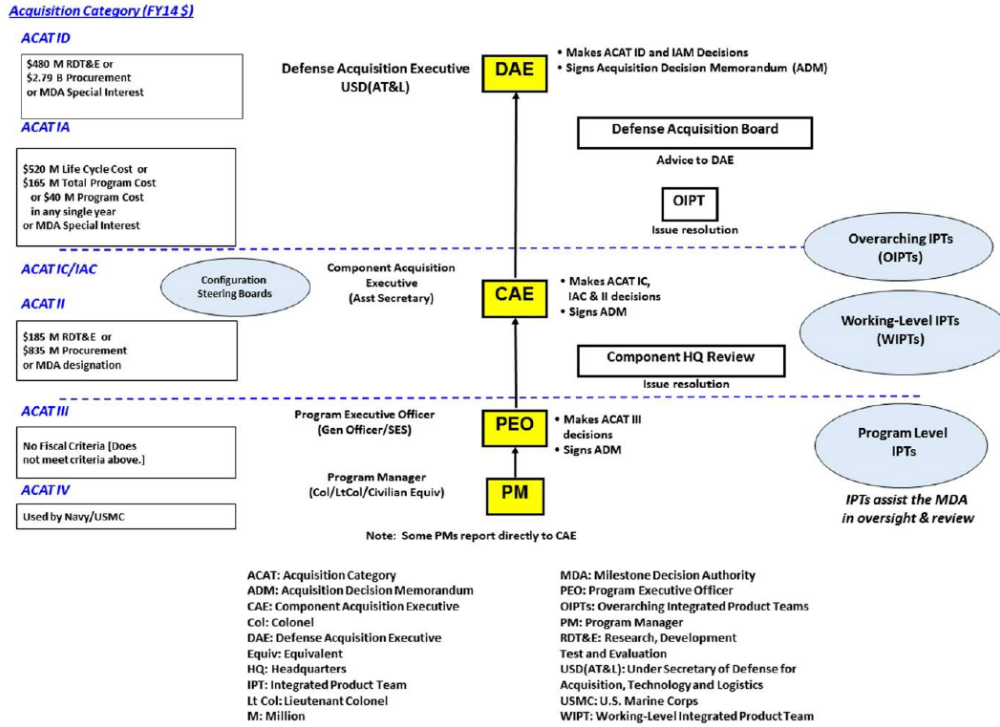 Acquisition Category (FY14 $)
ACAT ID
$480 M RDT&E or
$2.79 B Procurement
or MDA Special Interest
ACAT IA
$520 M Life Cycle Cost or
$165 M Total Program Cost
or $40 M Program Cost
in any single year
or MDA Special Interest
ACAT IC/IAC
ACAT II
$185 M RDT&E or
$835 M Procurement
or MDA designation
ACAT III
No Fiscal Criteria [Does
not meet criteria above.]
ACAT IV
Used by Navy/USMC
Configuration
Steering Boards
Defense Acquisition Executive
USD(AT&L)
DAE
• Makes ACAT ID and IAM Decisions
• Signs Acquisition Decision Memorandum (ADM)
Defense Acquisition Board
Advice to DAE
OIPT
Issue resolution
Component Acquisition
Executive
(Asst Secretary)
CAE
• Makes ACAT IC,
IAC & II decisions
• Signs ADM
Component HQ Review
Issue resolution
Program Executive Officer
(Gen Officer/SES)
PEO
• Makes ACAT III
decisions
• Signs ADM
Program Manager
(Col/LtCol/Civilian Equiv)
PM
Note: Some PMs report directly to CAE
Overarching IPTs
(OIPTs)
Working-Level IPTs
(WIPTs)
Program Level
IPTs
IPTs assist the MDA
in oversight & review
ACAT: Acquisition Category
ADM: Acquisition Decision Memorandum
CAE: Component Acquisition Executive
Col: Colonel
DAE: Defense Acquisition Executive
Equiv: Equivalent
HQ: Headquarters
IPT: Integrated Product Team
Lt Col: Lieutenant Colonel
M: Million
MDA: Milestone Decision Authority
PEO: Program Executive Officer
OIPTs: Overarching Integrated Product Teams
PM: Program Manager
RDT&E: Research, Development
Test and Evaluation
USD(AT&L): Under Secretary of Defense for
Acquisition, Technology and Logistics
USMC: U.S. Marine Corps
WIPT: Working-Level Integrated Product Team